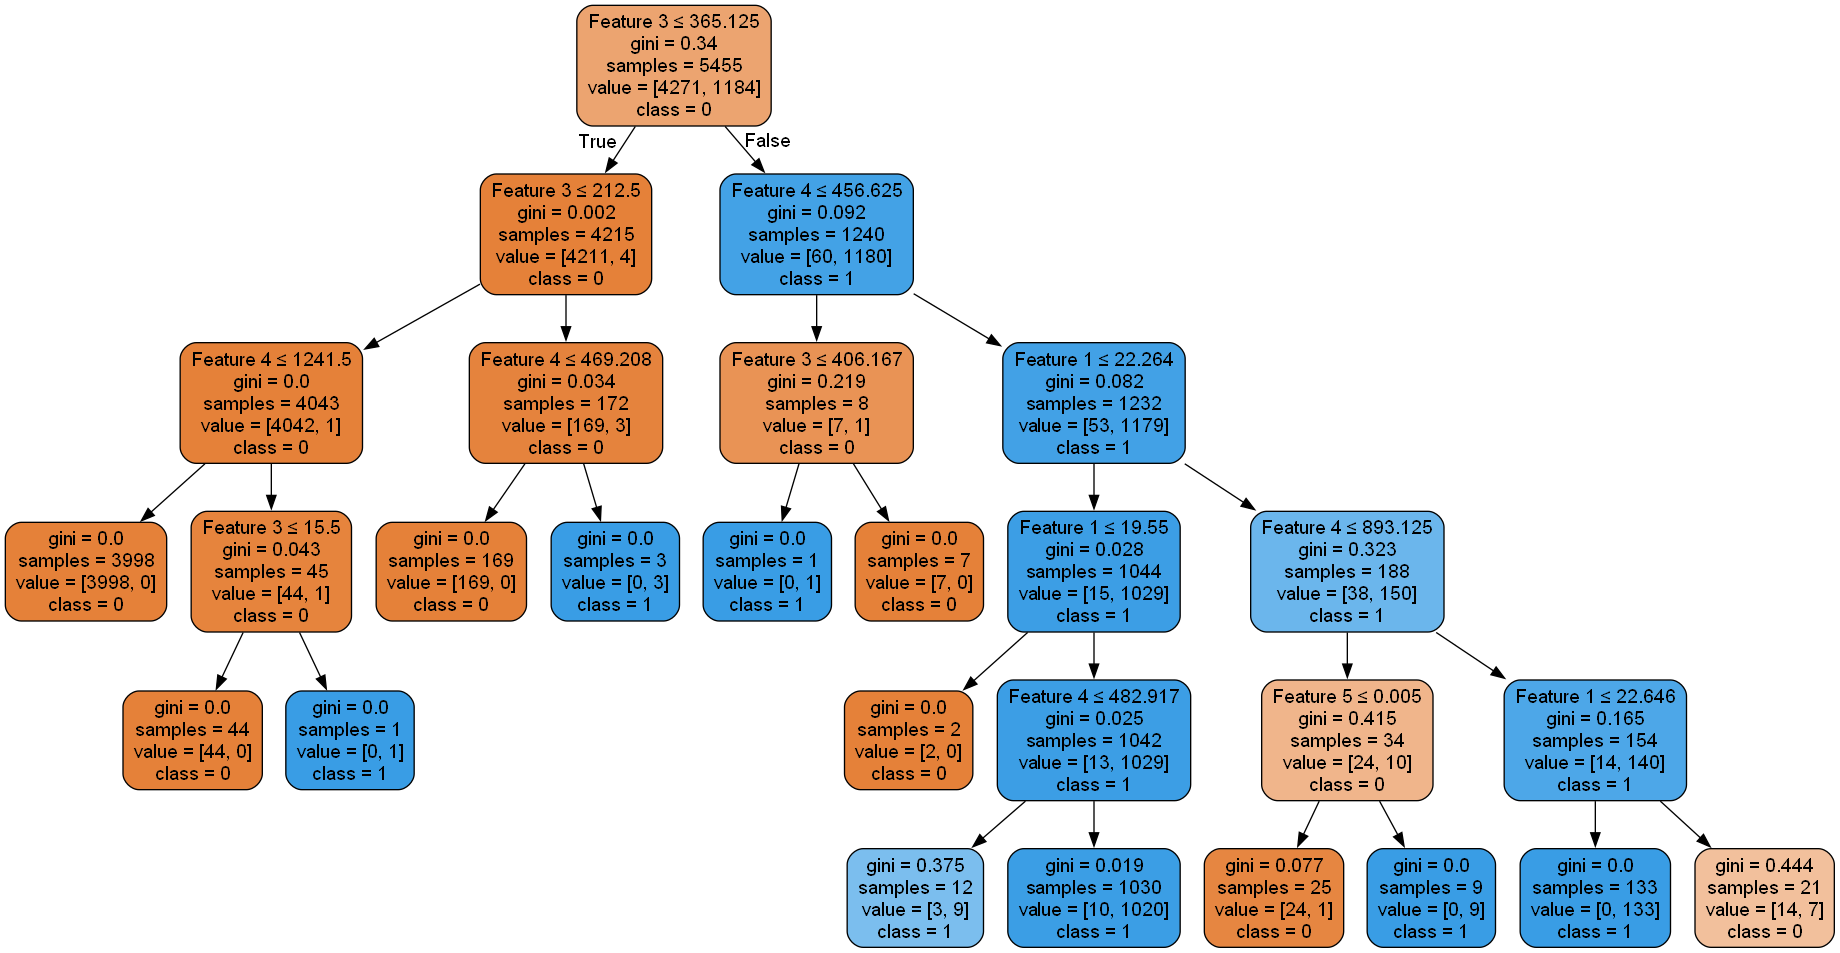 Feature 3 ≤ 365.125
gini = 0.34
samples = 5455
value = [4271, 1184]
class = 0
True
False
Feature 3 ≤ 212.5
gini = 0.002
samples = 4215
value = [4211, 4]
class = 0
Feature 4 ≤ 456.625
gini = 0.092
samples = 1240
value = [60, 1180]
class = 1
Feature 4 ≤ 1241.5
gini = 0.0
samples = 4043
value = [4042, 1]
class = 0
Feature 4 ≤ 469.208
gini = 0.034
samples = 172
value = [169, 3]
class = 0
Feature 3 ≤ 406.167
gini = 0.219
samples = 8
value = [7, 1]
class = 0
Feature 1 ≤ 22.264
gini = 0.082
samples = 1232
value = [53, 1179]
class = 1
gini = 0.0
samples = 3998
value = [3998, 0]
class = 0
Feature 3 ≤ 15.5
gini = 0.043
samples = 45
value = [44, 1]
class = 0
gini = 0.0
samples = 169
value = [169, 0]
class = 0
gini = 0.0
samples = 3
value = [0, 3]
class = 1
gini = 0.0
samples = 1
value = [0, 1]
class = 1
gini = 0.0
samples = 7
value = [7, 0]
class = 0
Feature 1 ≤ 19.55
gini = 0.028
samples = 1044
value = [15, 1029]
class = 1
Feature 4 ≤ 893.125
gini = 0.323
samples = 188
value = [38, 150]
class = 1
gini = 0.0
samples = 44
value = [44, 0]
class = 0
gini = 0.0
samples = 1
value = [0, 1]
class = 1
gini = 0.0
samples = 2
value = [2, 0]
class = 0
Feature 4 ≤ 482.917
gini = 0.025
samples = 1042
value = [13, 1029]
class = 1
Feature 5 ≤ 0.005
gini = 0.415
samples = 34
value = [24, 10]
class = 0
Feature 1 ≤ 22.646
gini = 0.165
samples = 154
value = [14, 140]
class = 1
gini = 0.375
samples = 12
value = [3, 9]
class = 1
gini = 0.019
samples = 1030
value = [10, 1020]
class = 1
gini = 0.077
samples = 25
value = [24, 1]
class = 0
gini = 0.0
samples = 9
value = [0, 9]
class = 1
gini = 0.0
samples = 133
value = [0, 133]
class = 1
gini = 0.444
samples = 21
value = [14, 7]
class = 0